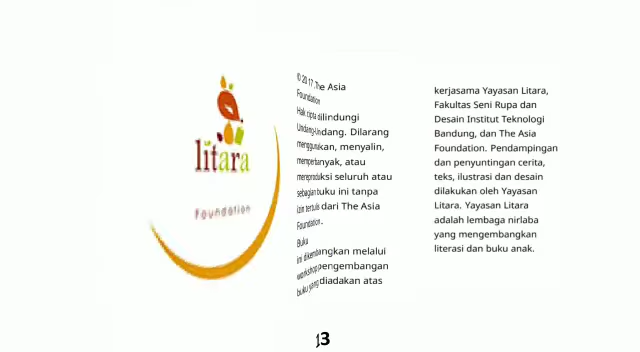 litara
Foundation
© 2017 .The Asia
Foundation
Hak cipta dilindungi
Undang-Undang. Dilarang
menggunakan, menyalin,
memperbanyak, atau
mereproduksi seluruh atau
sebagian buku ini tanpa
izin tertulis dari The Asia
Foundation.
Buku
ini dikembangkan melalui
workshop pengembangan
buku yang diadakan atas
kerjasama Yayasan Litara,
Fakultas Seni Rupa dan
Desain Institut Teknologi
Bandung, dan The Asia
Foundation. Pendampingan
dan penyuntingan cerita,
teks, ilustrasi dan desain
dilakukan oleh Yayasan
Litara. Yayasan Litara
adalah lembaga nirlaba
yang mengembangkan
literasi dan buku anak.